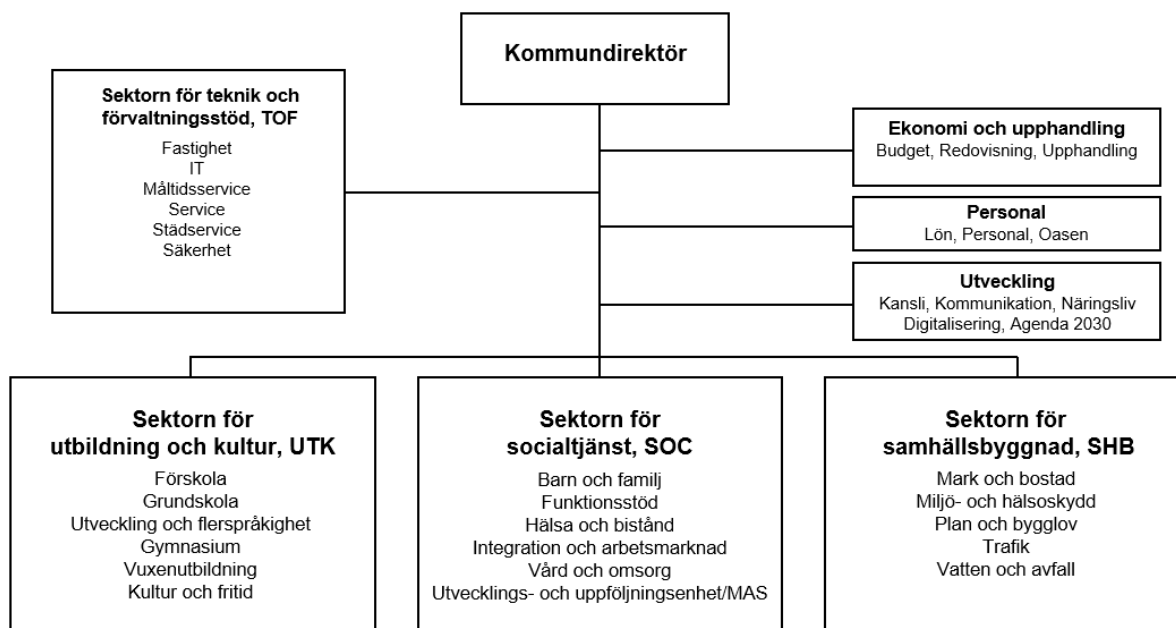 Kommundirektör
Sektorn för teknik och
förvaltningsstöd, TOF
Fastighet
IT
Måltidsservice
Service
Städservice
Säkerhet
Ekonomi och upphandling
Budget, Redovisning, Upphandling
Personal
Lön, Personal, Oasen
Utveckling
Kansli, Kommunikation, Näringsliv
Digitalisering, Agenda 2030
Sektorn för
utbildning och kultur, UTK
Förskola
Grundskola
Utveckling och flerspråkighet
Gymnasium
Vuxenutbildning
Kultur och fritid
Sektorn för
socialtjänst, SOC
Barn och familj
Funktionsstöd
Hälsa och bistånd
Integration och arbetsmarknad
Vård och omsorg
Utvecklings- och uppföljningsenhet/MAS
Sektorn för
samhällsbyggnad, SHB
Mark och bostad
Miljö- och hälsoskydd
Plan och bygglov
Trafik
Vatten och avfall